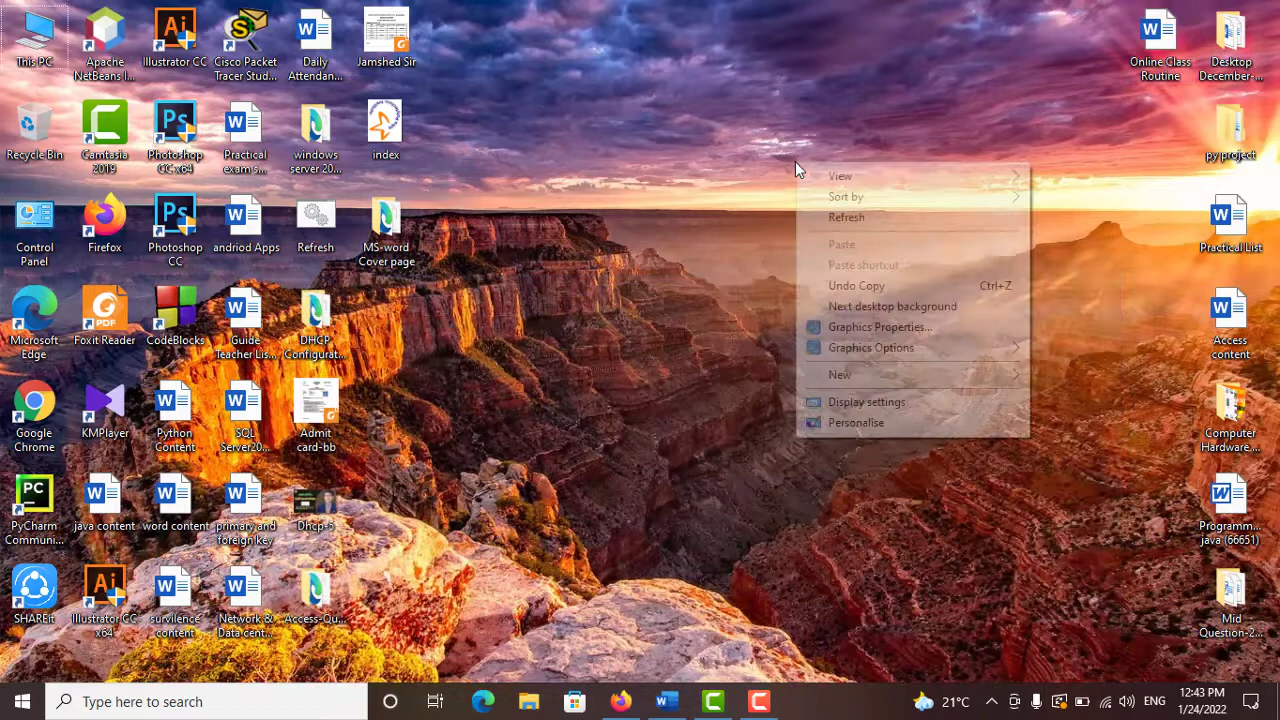 This PC
Apache
NetBeans I...
Illustrator CC
Cisco Packet
Tracer Stud...
Daily
Attendan...
Jamshed Sir
Online Class
Routine
Desktop
December-...
Recycle Bin
Camtasia
2019
Photoshop
CC x64
Practical
exam s...
windows
server 20...
index
py project
Control
Panel
Firefox
Photoshop
CC
andriod Apps
Refresh
MS-word
Cover page
Practical List
Microsoft
Edge
Foxit Reader
CodeBlocks
Guide
Teacher Lis...
DHCP
Configurat...
Access
content
Google
Chrome
KMPlayer
Python
Content
SQL
Server20...
Admit
card-bb
Computer
Hardware ...
PyCharm
Communi...
java content
word content
primary and
foreign key
Dhcp-5
Programm...
java (66651)
SHAREit
Illustrator CC
x64
survilence
content
Network &
Data cent...
Access-Qu...
Mid
Question-2...
View
Sort by
Refresh
Paste
Paste shortcut
Undo Copy Ctrl+Z
Next desktop background
Graphics Properties...
Graphics Options
New
Display settings
Personalise
Type here to search
21°C
ENG
12:43 PM
1/24/2022